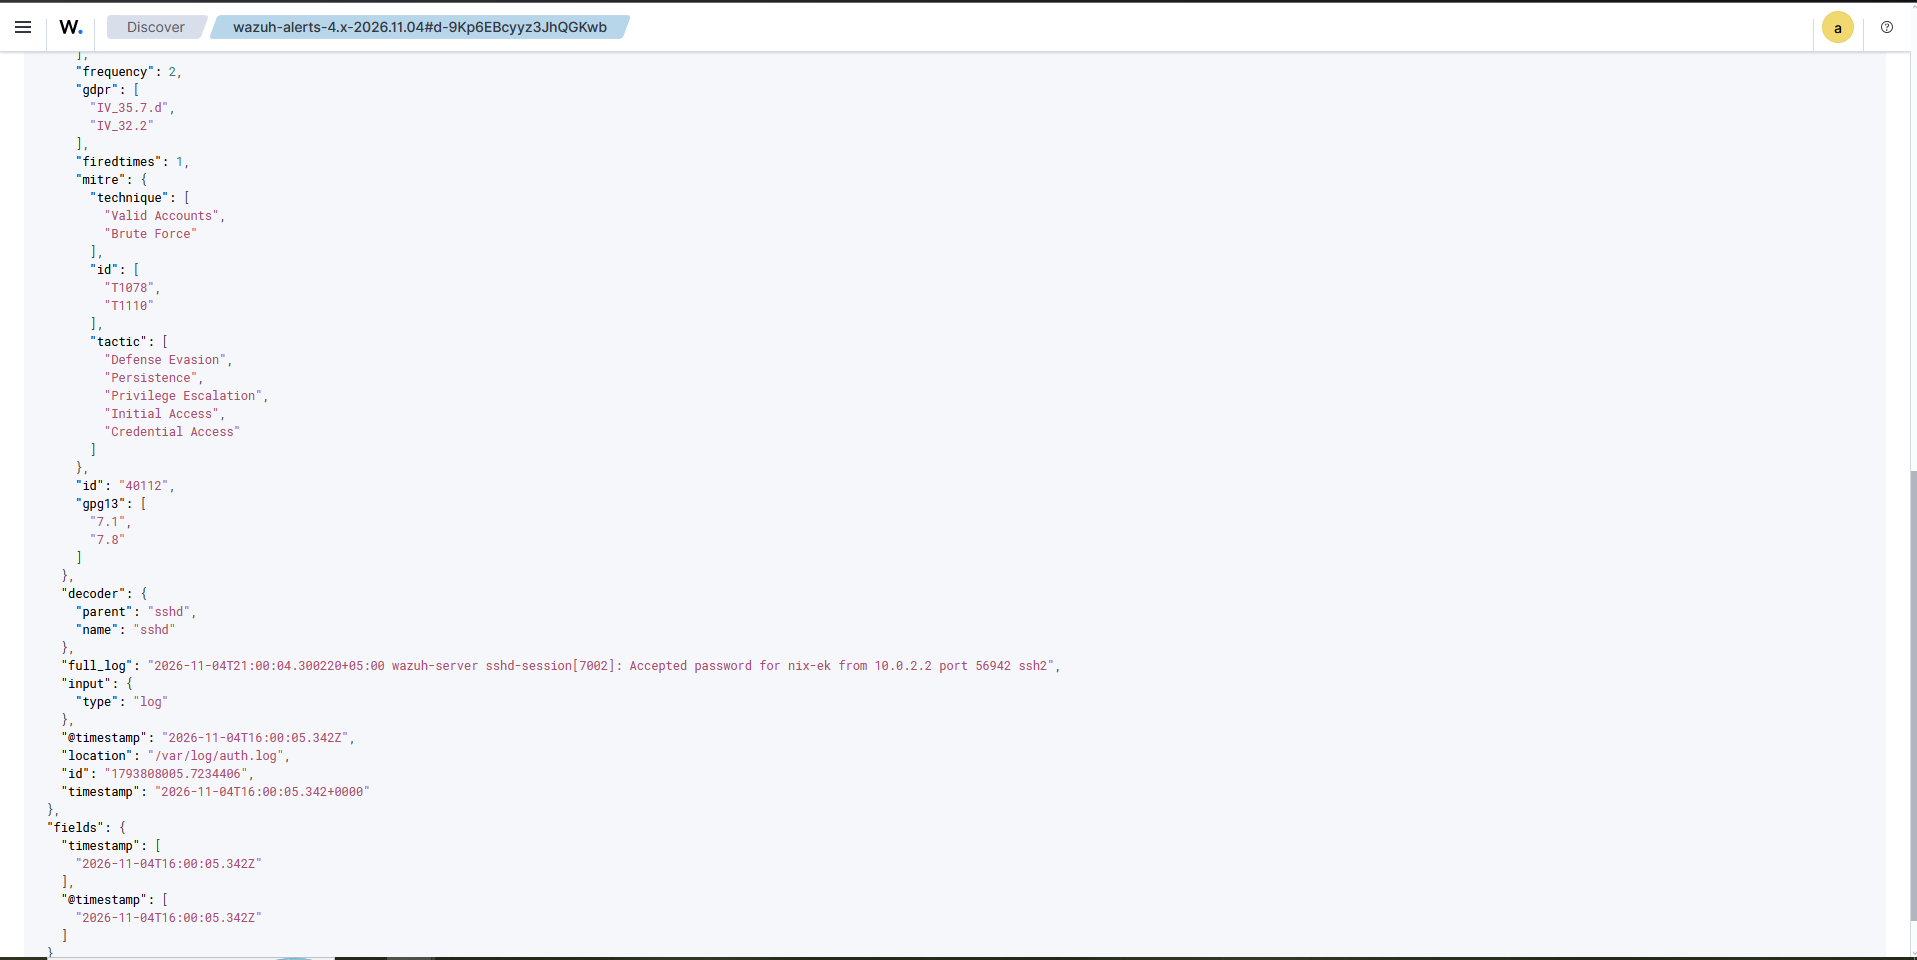 W.
Discover
wazuh-alerts-4.x-2026.11.04#d-9Kp6EBcyyz3JhQGKwb
a
],
"frequency": 2,
"gdpr": [
"IV_35.7.d",
"IV_32.2"
],
"firedtimes": 1,
"mitre": {
"technique": [
"Valid Accounts",
"Brute Force"
],
"id": [
"T1078",
"T1110"
],
"tactic": [
"Defense Evasion",
"Persistence",
"Privilege Escalation",
"Initial Access",
"Credential Access"
]
},
"id": "40112",
"gpg13": [
"7.1",
"7.8"
]
},
"decoder": {
"parent": "sshd",
"name": "sshd"
},
"full_log": "2026-11-04T21:00:04.300220+05:00 wazuh-server sshd-session[7002]: Accepted password for nix-ek from 10.0.2.2 port 56942 ssh2",
"input": {
"type": "log"
},
"@timestamp": "2026-11-04T16:00:05.342Z",
"location": "/var/log/auth.log",
"id": "1793808005.7234406",
"timestamp": "2026-11-04T16:00:05.342+0000"
},
"fields": {
"timestamp": [
"2026-11-04T16:00:05.342Z"
],
"@timestamp": [
"2026-11-04T16:00:05.342Z"
]
}